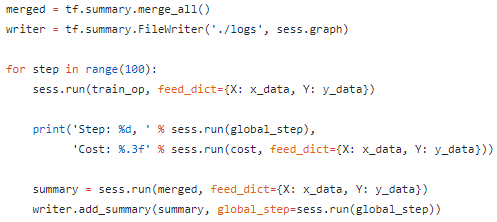 merged = tf.summary.merge_all()
writer = tf.summary.FileWriter('./logs', sess.graph)
for step in range(100):
    sess.run(train_op, feed_dict={X: x_data, Y: y_data})
    print('Step: %d, ' % sess.run(global_step),
          'Cost: %.3f' % sess.run(cost, feed_dict={X: x_data, Y: y_data}))
    summary = sess.run(merged, feed_dict={X: x_data, Y: y_data})
    writer.add_summary(summary, global_step=sess.run(global_step))